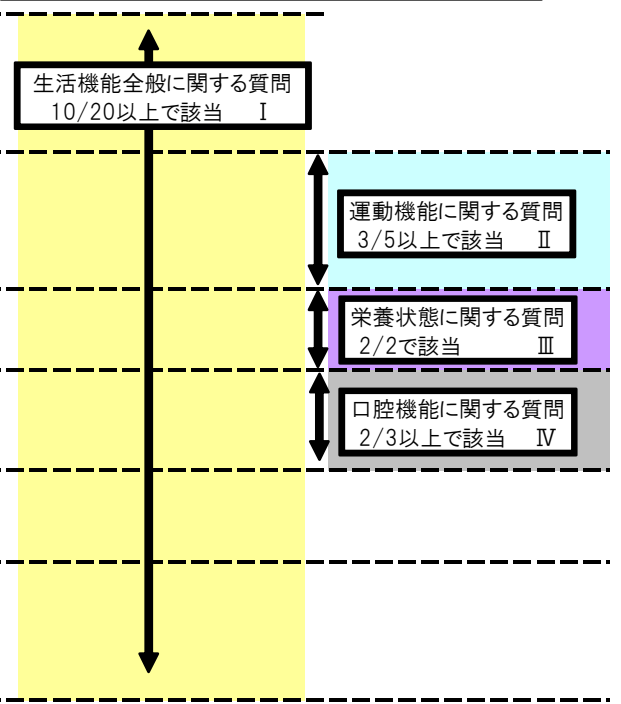 生活機能全般に関する質問
10/20以上で該当　Ⅰ
運動機能に関する質問
3/5以上で該当　Ⅱ
栄養状態に関する質問
2/2で該当　Ⅲ
口腔機能に関する質問
2/3以上で該当　Ⅳ